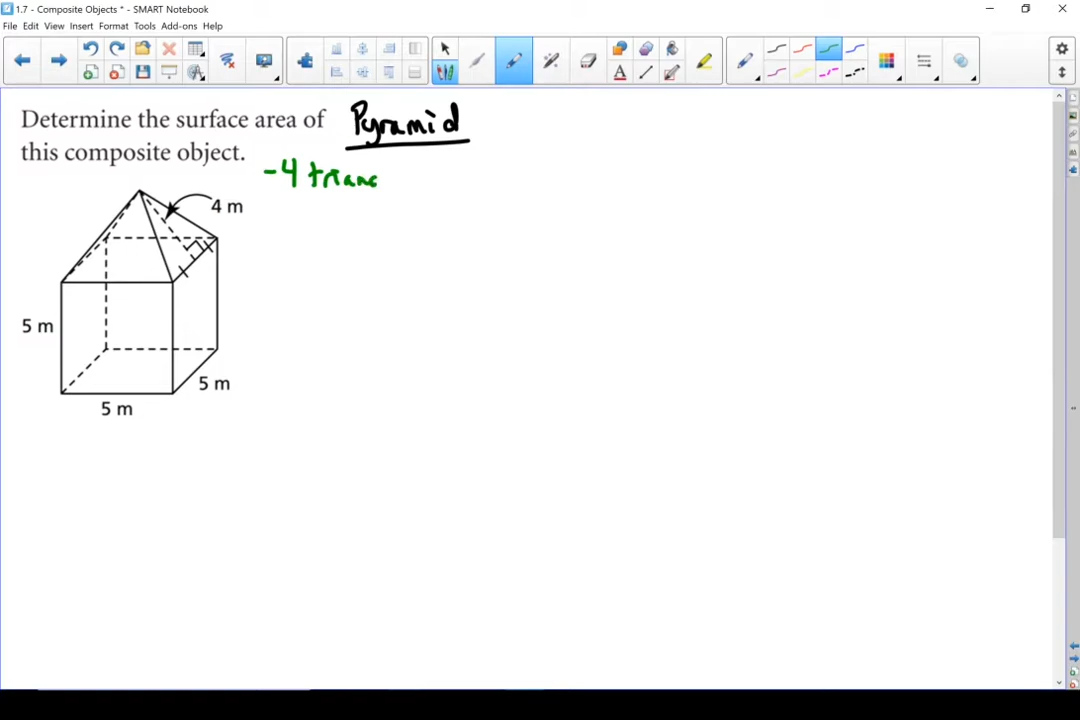 1.7 - Composite Objects * - SMART Notebook
File Edit View Insert Format Tools Add-ons Help
Determine the surface area of
this composite object.
Pyramid
-4 trianc
4 m
5 m
5 m
5 m